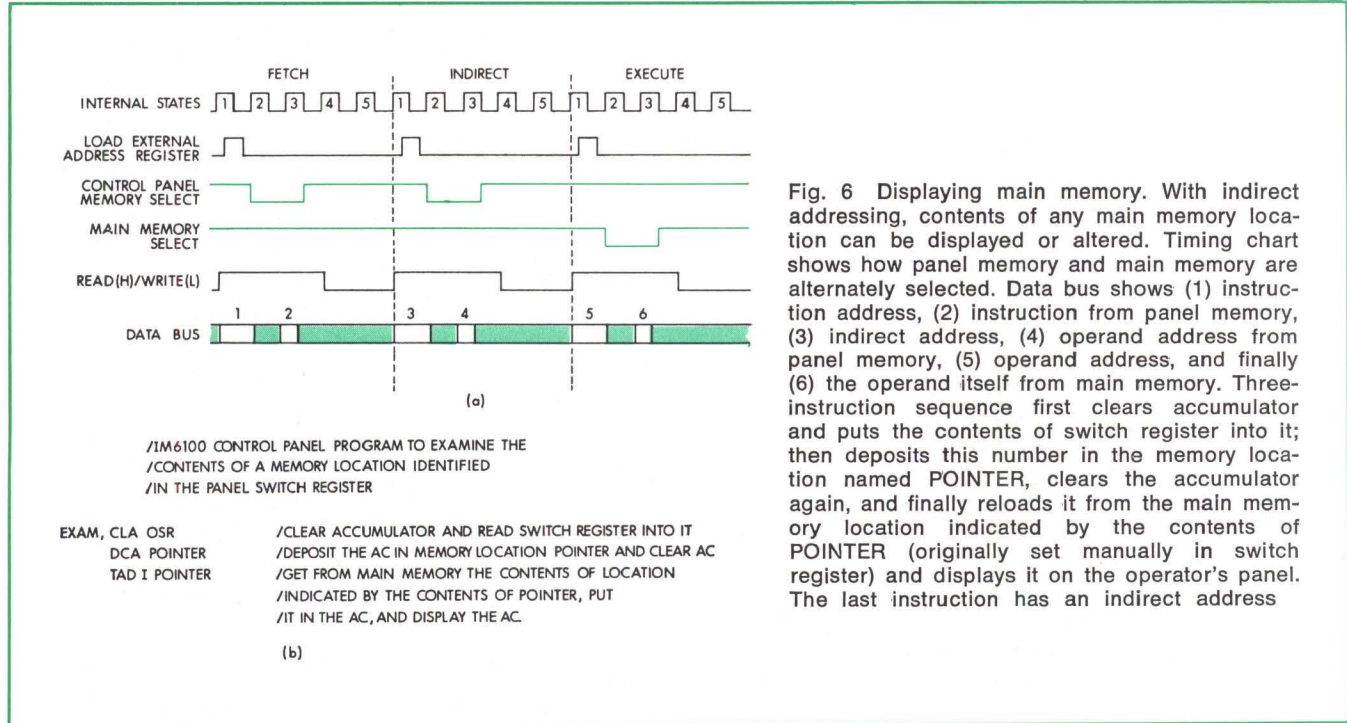 FETCH INDIRECT EXECUTE
INTERNAL STATES 1 2 3 4 5 1 2 3 4 5 1 2 3 4 5
LOAD EXTERNAL
ADDRESS REGISTER
CONTROL PANEL
MEMORY SELECT
MAIN MEMORY
SELECT
READ(H)/WRITE(L)
1 2 3 4 5 6
DATA BUS
(a)
/IM6100 CONTROL PANEL PROGRAM TO EXAMINE THE
/CONTENTS OF A MEMORY LOCATION IDENTIFIED
/IN THE PANEL SWITCH REGISTER
EXAM, CLA OSR /CLEAR ACCUMULATOR AND READ SWITCH REGISTER INTO IT
DCA POINTER /DEPOSIT THE AC IN MEMORY LOCATION POINTER AND CLEAR AC
TAD I POINTER /GET FROM MAIN MEMORY THE CONTENTS OF LOCATION
/INDICATED BY THE CONTENTS OF POINTER, PUT
/IT IN THE AC, AND DISPLAY THE AC.
(b)
Fig. 6 Displaying main memory. With indirect
addressing, contents of any main memory loca-
tion can be displayed or altered. Timing chart
shows how panel memory and main memory are
alternately selected. Data bus shows (1) instruc-
tion address, (2) instruction from panel memory,
(3) indirect address, (4) operand address from
panel memory, (5) operand address, and finally
(6) the operand itself from main memory. Three-
instruction sequence first clears accumulator
and puts the contents of switch register into it;
then deposits this number in the memory loca-
tion named POINTER, clears the accumulator
again, and finally reloads it from the main mem-
ory location indicated by the contents of
POINTER (originally set manually in switch
register) and displays it on the operator's panel.
The last instruction has an indirect address